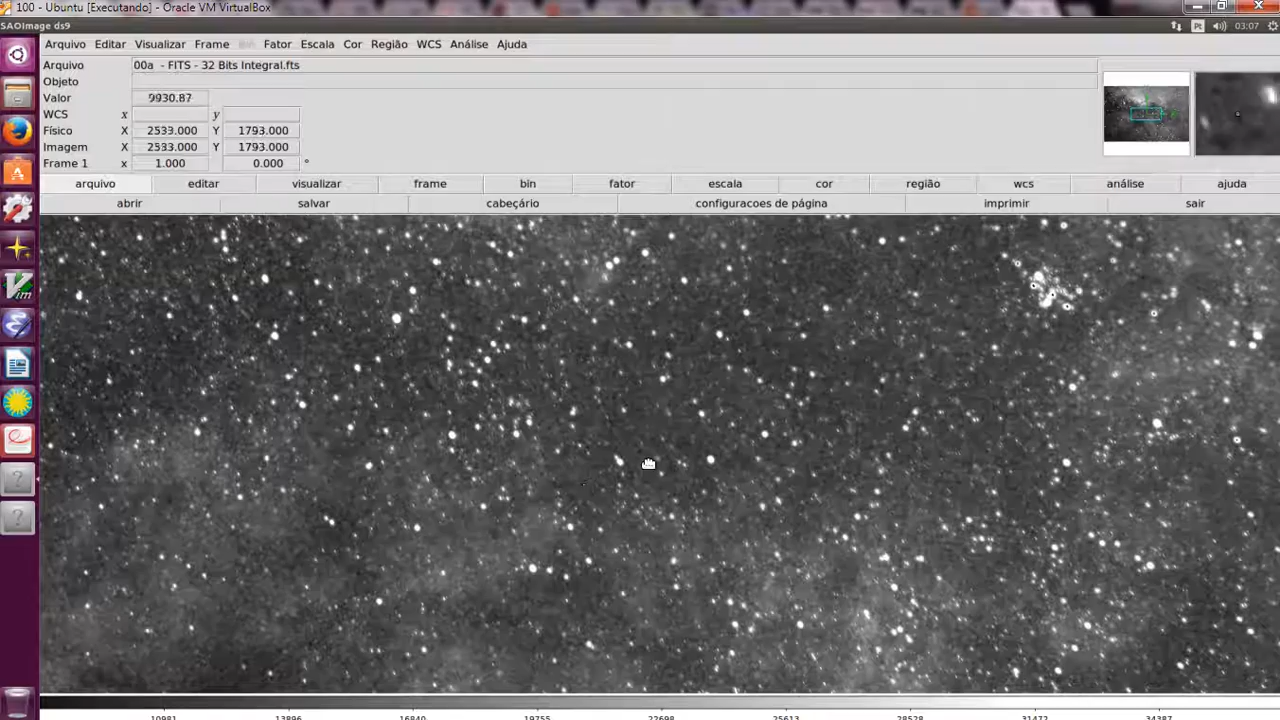 100 - Ubuntu [Executando] - Oracle VM VirtualBox
SAOImage ds9
Pt
03:07
Arquivo Editar Visualizar Frame Bin Fator Escala Cor Região WCS Análise Ajuda
Arquivo 00a - FITS - 32 Bits Integral.fts
Objeto
Valor 9930.87
WCS x y
Físico X 2533.000 Y 1793.000
Imagem X 2533.000 Y 1793.000
Frame 1 x 1.000 0.000 °
arquivo editar visualizar frame bin fator escala cor região wcs análise ajuda
abrir salvar cabeçário configuracoes de página imprimir sair
Vim
10981 13896 16840 19755 22698 25613 28528 31472 34387